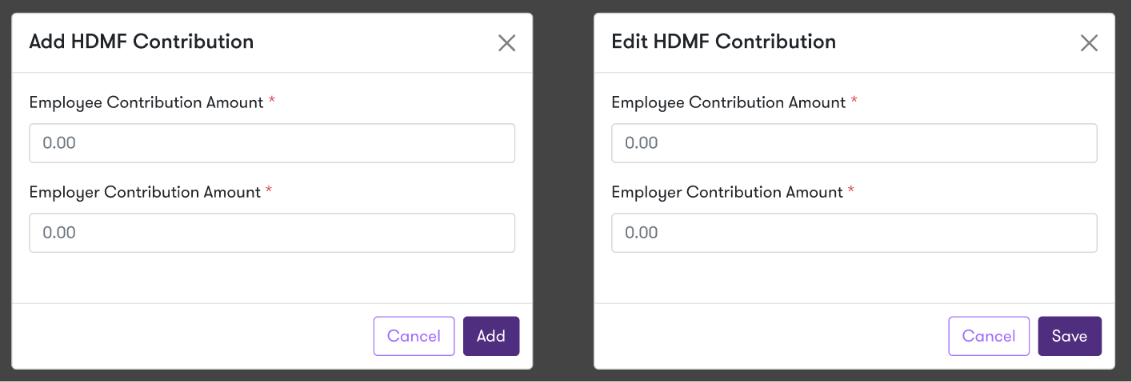 Add HDMF Contribution
Employee Contribution Amount *
0.00
Employer Contribution Amount *
0.00
Cancel
Add
Edit HDMF Contribution
Employee Contribution Amount *
0.00
Employer Contribution Amount *
0.00
Cancel
Save